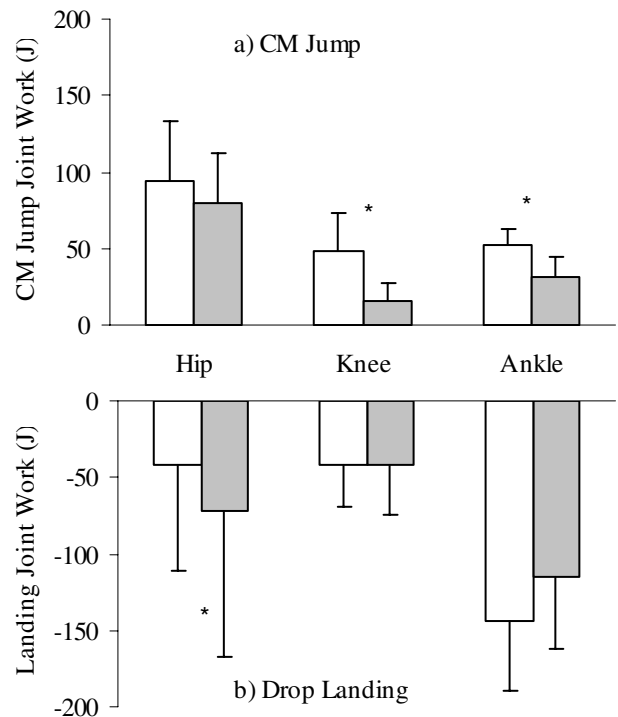 200
a) CM Jump
150
100
50
0
CM Jump Joint Work (J)
*
*
Hip Knee Ankle
0
-50
-100
-150
-200
Landing Joint Work (J)
*
b) Drop Landing